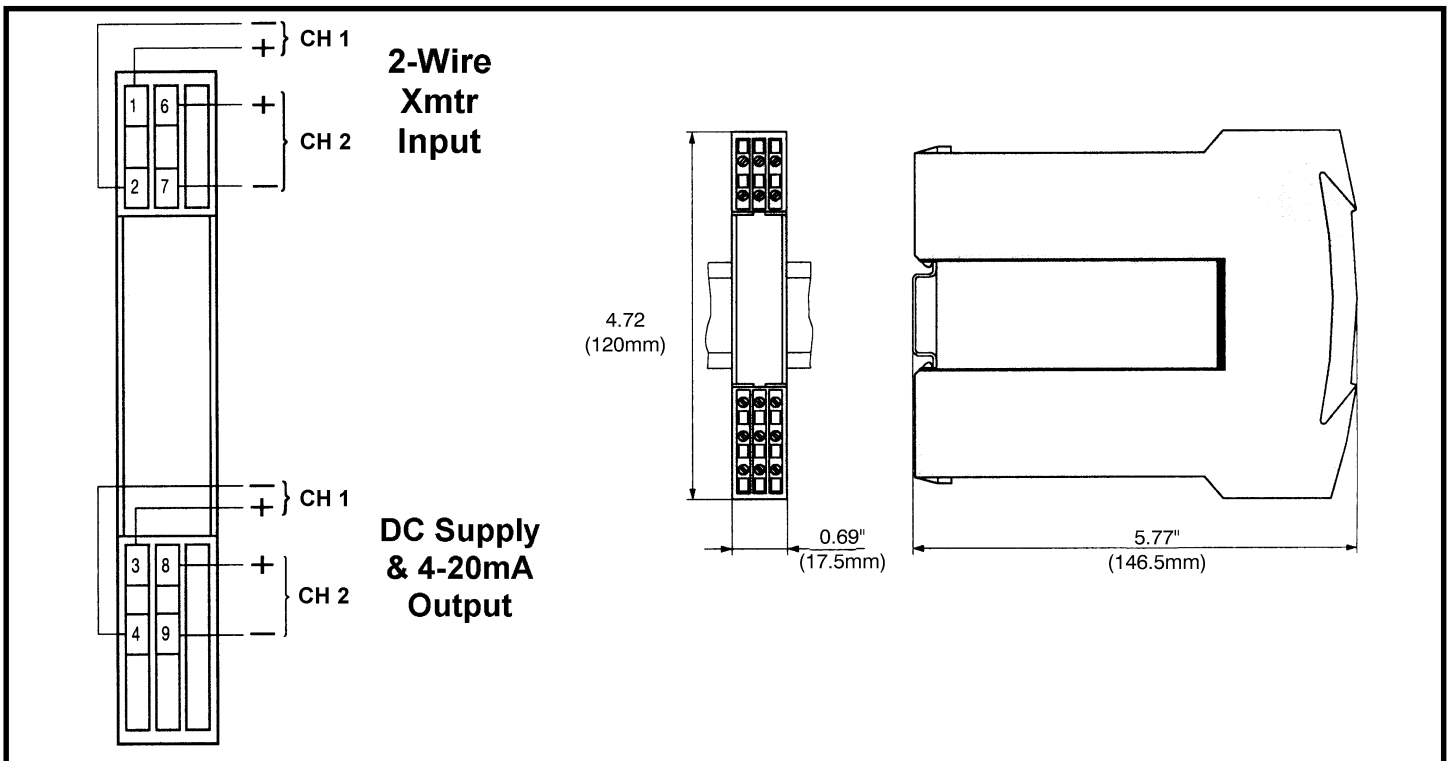 − CH 1
+
2-Wire
Xmtr
Input
1 6 +
CH 2
2 7 −
4.72
(120mm)
− CH 1
+
DC Supply
& 4-20mA
Output
3 8 +
CH 2
4 9 −
0.69"
(17.5mm)
5.77"
(146.5mm)